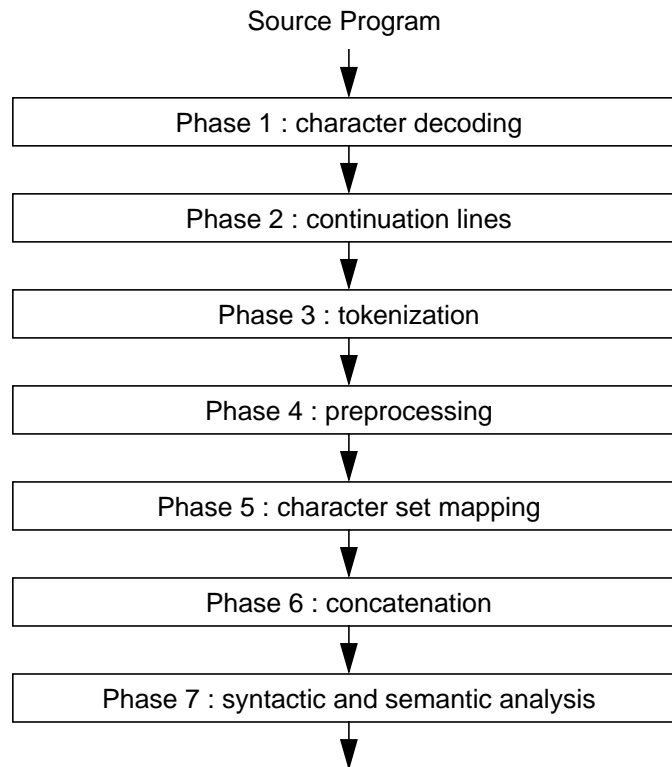 Source Program
Phase 1 : character decoding
Phase 2 : continuation lines
Phase 3 : tokenization
Phase 4 : preprocessing
Phase 5 : character set mapping
Phase 6 : concatenation
Phase 7 : syntactic and semantic analysis